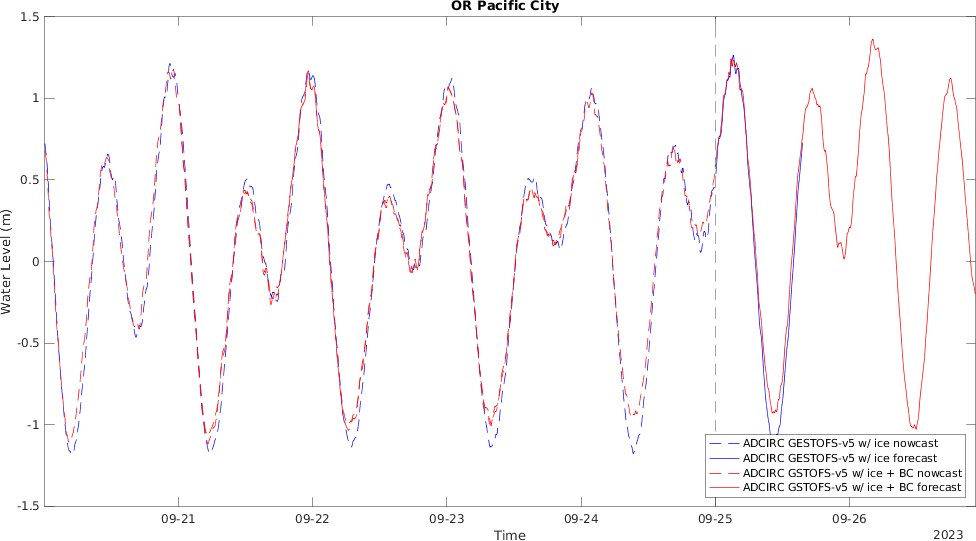 OR Pacific City
1.5
1
0.5
0
-0.5
-1
-1.5
Water Level (m)
09-21
09-22
09-23
09-24
09-25
09-26
Time
2023
ADCIRC GESTOFS-v5 w/ ice nowcast
ADCIRC GESTOFS-v5 w/ ice forecast
ADCIRC GSTOFS-v5 w/ ice + BC nowcast
ADCIRC GSTOFS-v5 w/ ice + BC forecast